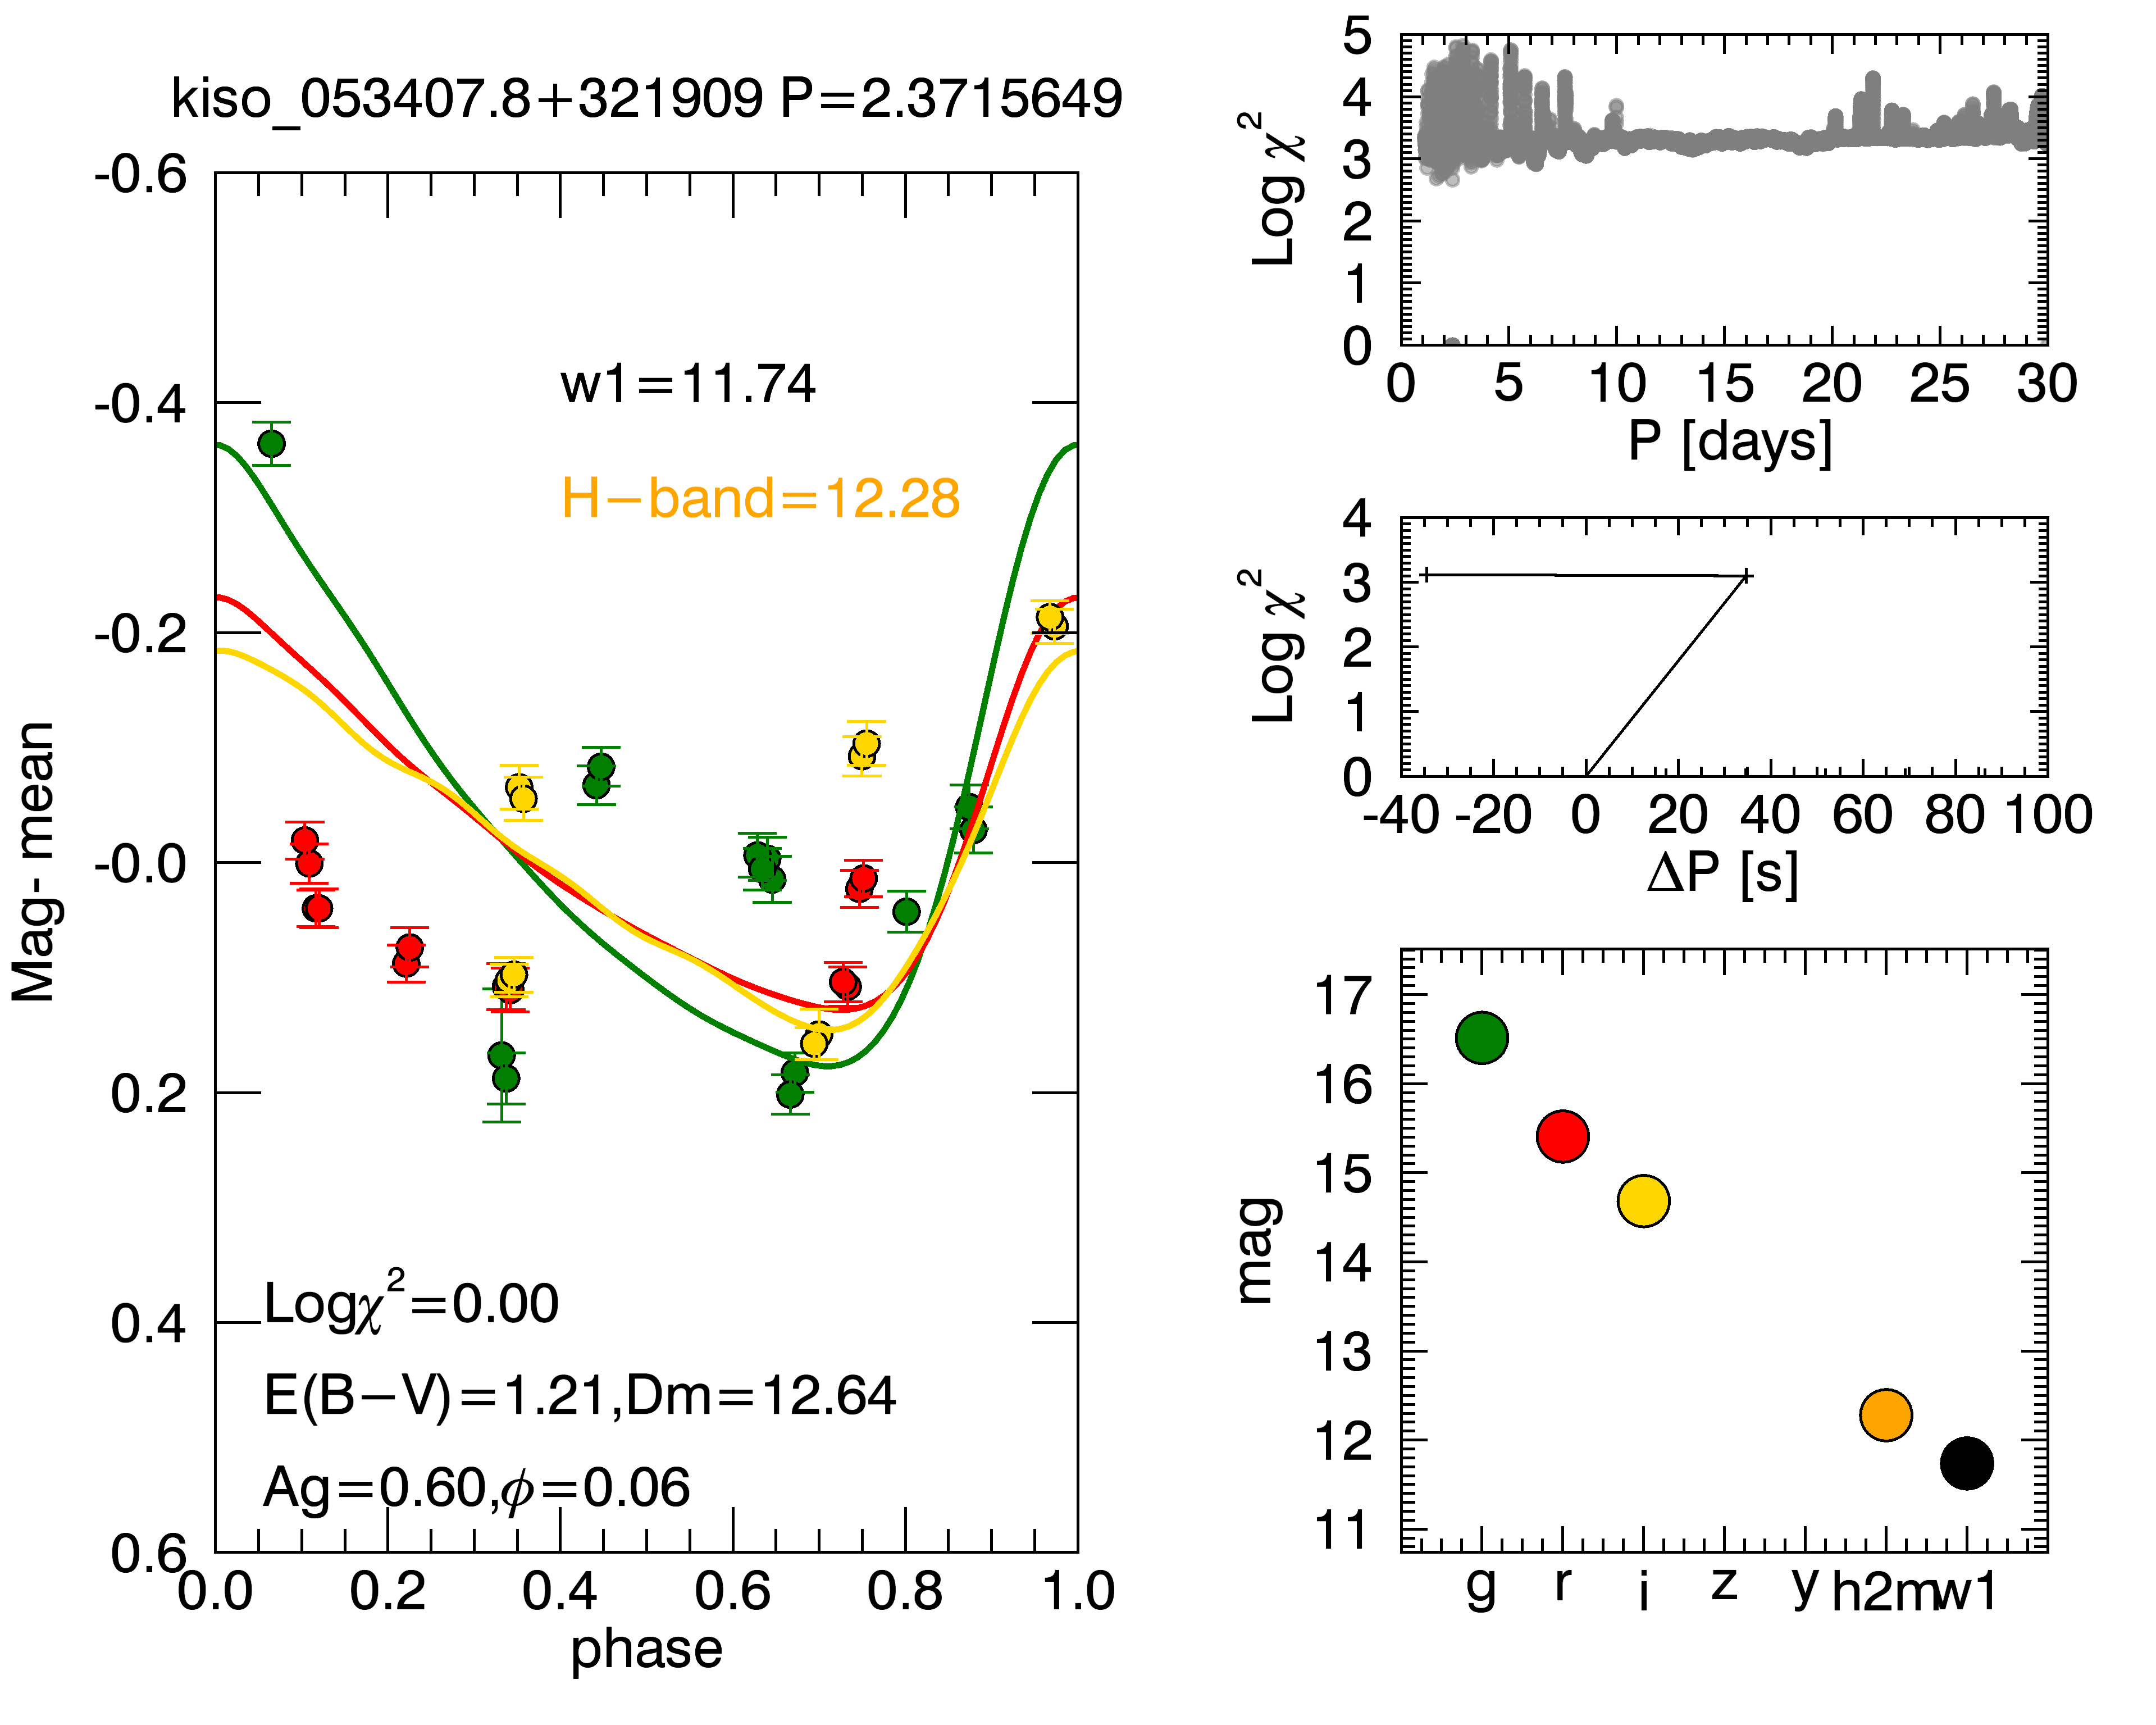 kiso_053407.8+321909 P=2.3715649
-0.6
-0.4
-0.2
-0.0
0.2
0.4
0.6
Mag- mean
w1=11.74
H-band=12.28
Logχ²=0.00
E(B-V)=1.21,Dm=12.64
Ag=0.60,ϕ=0.06
0.0 0.2 0.4 0.6 0.8 1.0
phase
5
4
3
2
1
0
Log χ²
0 5 10 15 20 25 30
P [days]
4
3
2
1
0
Log χ²
-40 -20 0 20 40 60 80 100
ΔP [s]
17
16
15
14
13
12
11
mag
g r i z y h2m w1